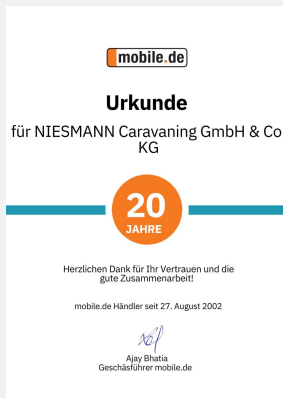 mobile.de
Urkunde
für NIESMANN Caravaning GmbH & Co
KG
20
JAHRE
Herzlichen Dank für Ihr Vertrauen und die
gute Zusammenarbeit!
mobile.de Händler seit 27. August 2002
Ajay Bhatia
Geschäsführer mobile.de